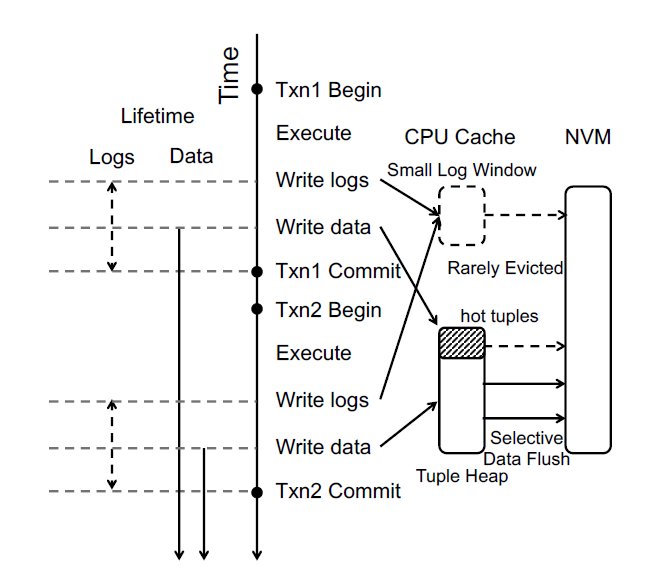 Time
Txn1 Begin
Lifetime
Execute
CPU Cache
NVM
Logs
Data
Small Log Window
Write logs
Write data
Rarely Evicted
Txn1 Commit
Txn2 Begin
hot tuples
Execute
Write logs
Write data
Selective
Data Flush
Tuple Heap
Txn2 Commit